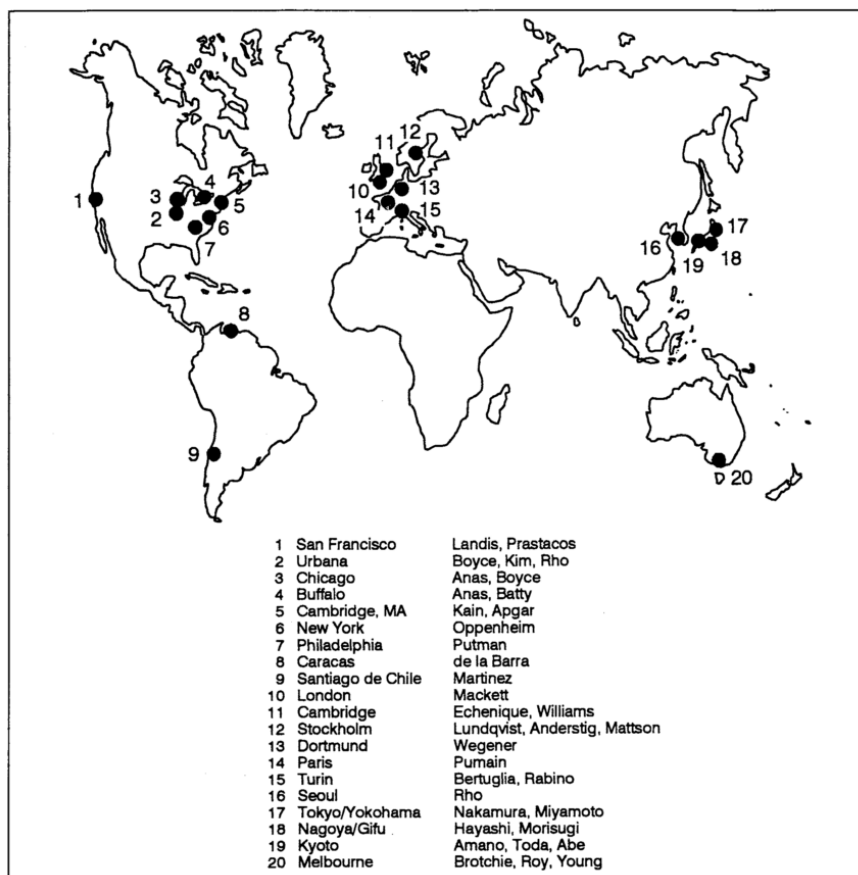 12
11
4
3
13
1
5
10
17
2
6
14
15
16
7
19
18
8
9
20
1 San Francisco Landis, Prastacos
2 Urbana Boyce, Kim, Rho
3 Chicago Anas, Boyce
4 Buffalo Anas, Batty
5 Cambridge, MA Kain, Apgar
6 New York Oppenheim
7 Philadelphia Putman
8 Caracas de la Barra
9 Santiago de Chile Martinez
10 London Mackett
11 Cambridge Echenique, Williams
12 Stockholm Lundqvist, Anderstig, Mattson
13 Dortmund Wegener
14 Paris Pumain
15 Turin Bertuglia, Rabino
16 Seoul Rho
17 Tokyo/Yokohama Nakamura, Miyamoto
18 Nagoya/Gifu Hayashi, Morisugi
19 Kyoto Amano, Toda, Abe
20 Melbourne Brotchie, Roy, Young